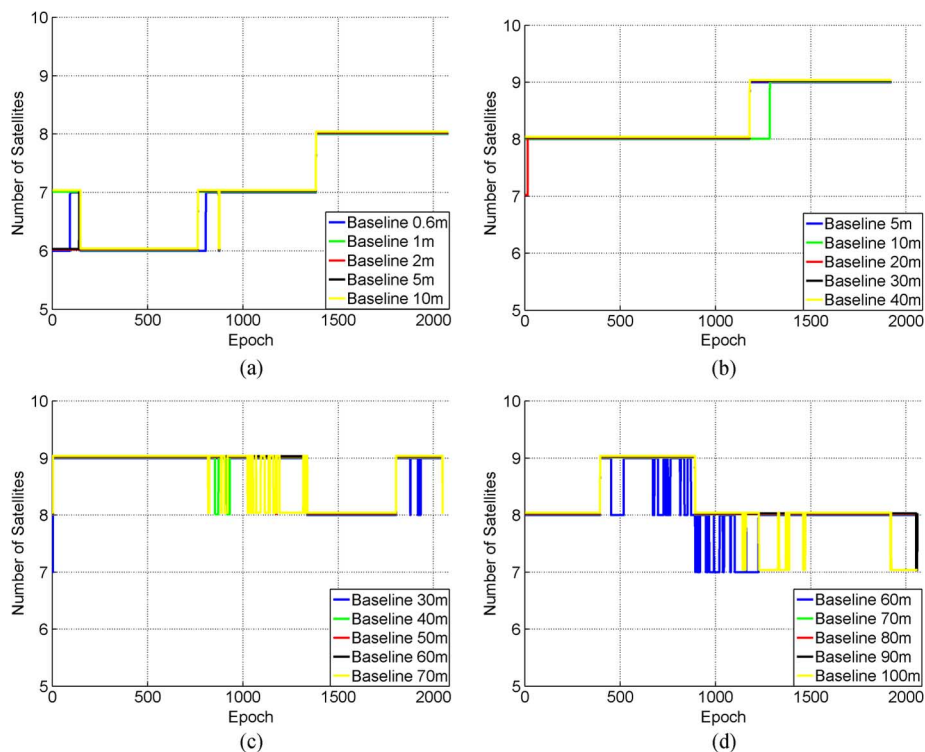 10
9
8
7
6
5
Number of Satellites
0 500 1000 1500 2000
Epoch
Baseline 0.6m
Baseline 1m
Baseline 2m
Baseline 5m
Baseline 10m
(a)
10
9
8
7
6
5
Number of Satellites
0 500 1000 1500 2000
Epoch
Baseline 5m
Baseline 10m
Baseline 20m
Baseline 30m
Baseline 40m
(b)
10
9
8
7
6
5
Number of Satellites
0 500 1000 1500 2000
Epoch
Baseline 30m
Baseline 40m
Baseline 50m
Baseline 60m
Baseline 70m
(c)
10
9
8
7
6
5
Number of Satellites
0 500 1000 1500 2000
Epoch
Baseline 60m
Baseline 70m
Baseline 80m
Baseline 90m
Baseline 100m
(d)